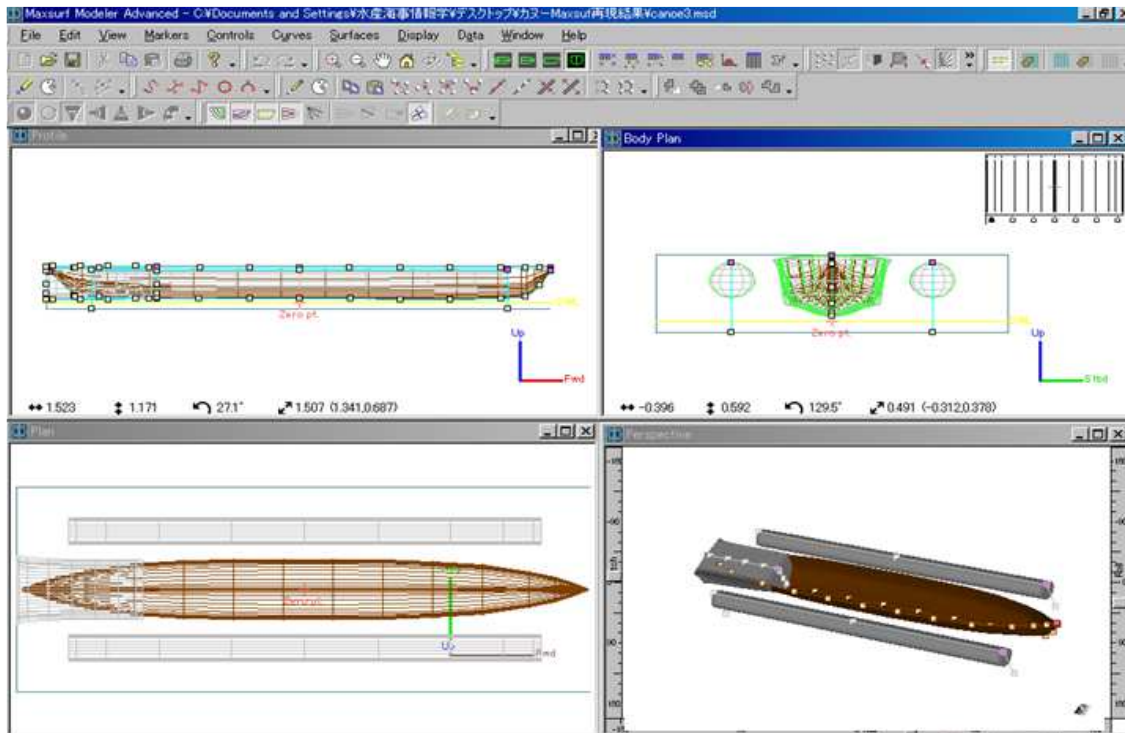 Maxsurf Modeler Advanced - C:¥Documents and Settings¥水産海事情報学¥デスクトップ¥カヌーMaxsuf再現結果¥canoe3.msd
File Edit View Markers Controls Curves Surfaces Display Data Window Help
Profile
Zero pt.
Up
Fwd
1.523 1.171 27.1° 1.507 (1.341,0.687)
Body Plan
Zero pt.
Up
Stbd
-0.396 0.592 129.5° 0.491 (-0.312,0.378)
Plan
Fwd
Perspective